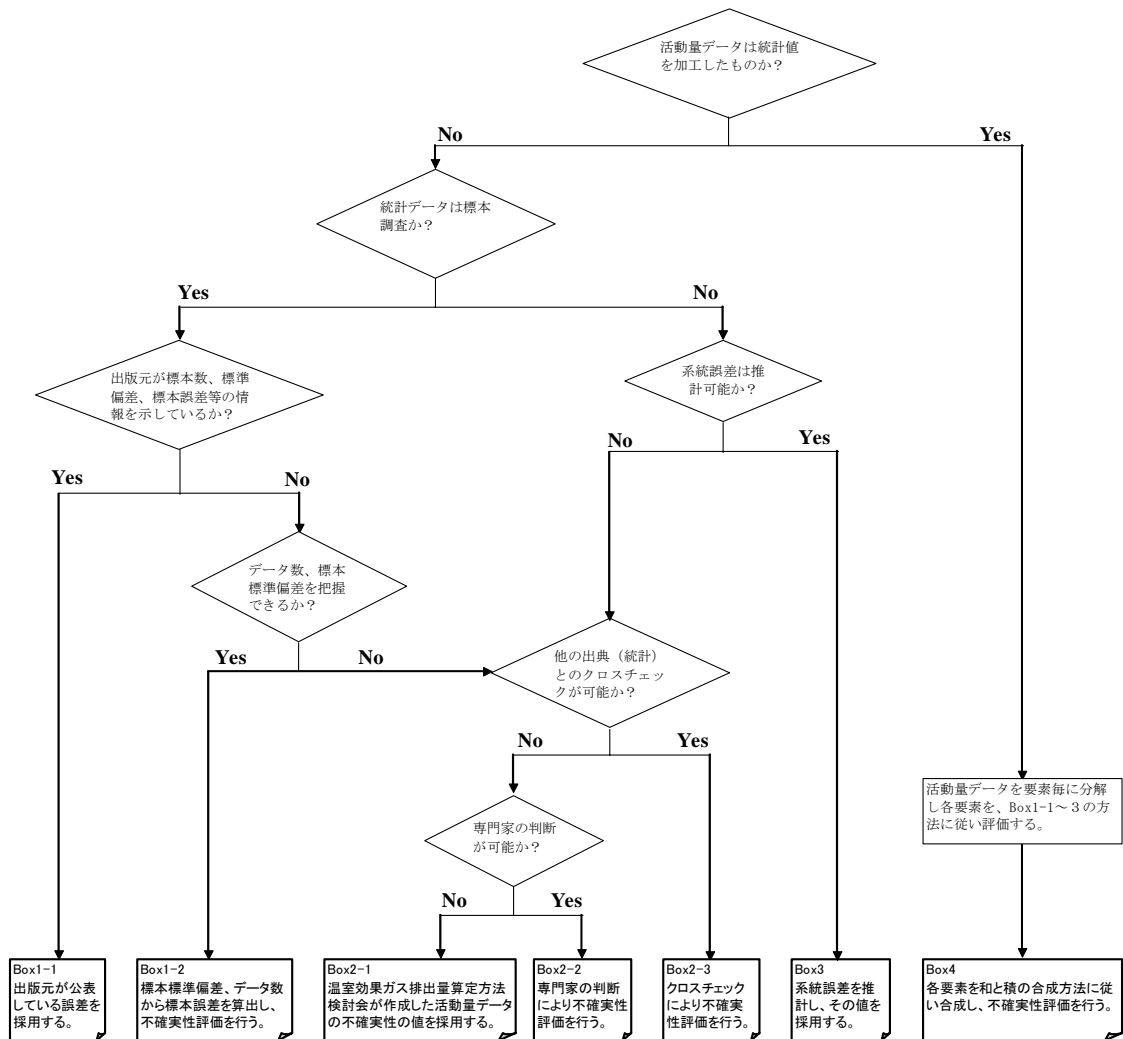 活動量データは統計値
を加工したものか？
No
Yes
統計データは標本
調査か？
Yes
No
出版元が標本数、標準
偏差、標本誤差等の情
報を示しているか？
系統誤差は推
計可能か？
Yes
No
No
Yes
データ数、標本
標準偏差を把握
できるか？
Yes
No
他の出典（統計）
とのクロスチェッ
クが可能か？
No
Yes
専門家の判断
が可能か？
No
Yes
活動量データを要素毎に分解
し各要素を、Box1-1～3の方
法に従い評価する。
Box1-1
出版元が公表
している誤差を
採用する。
Box1-2
標本標準偏差、データ数
から標本誤差を算出し、
不確実性評価を行う。
Box2-1
温室効果ガス排出量算定方法
検討会が作成した活動量データ
の不確実性の値を採用する。
Box2-2
専門家の判断
により不確実性
評価を行う。
Box2-3
クロスチェック
により不確実
性評価を行う。
Box3
系統誤差を推
計し、その値を
採用する。
Box4
各要素を和と積の合成方法に従
い合成し、不確実性評価を行う。